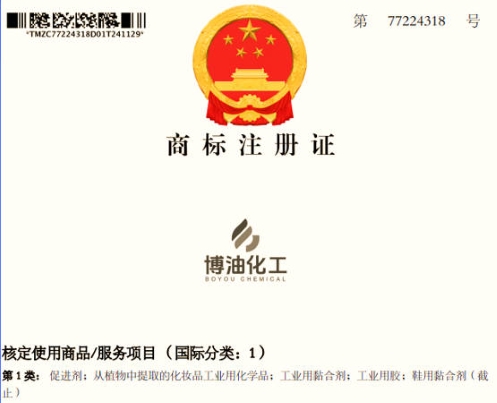 第 77224318 号
*TMZC77224318D01T241129*
商标注册证
博油化工
BOYOU CHEMICAL
核定使用商品/服务项目（国际分类：1）
第1类：促进剂；从植物中提取的化妆品工业用化学品；工业用黏合剂；工业用胶；鞋用黏合剂（截
止）